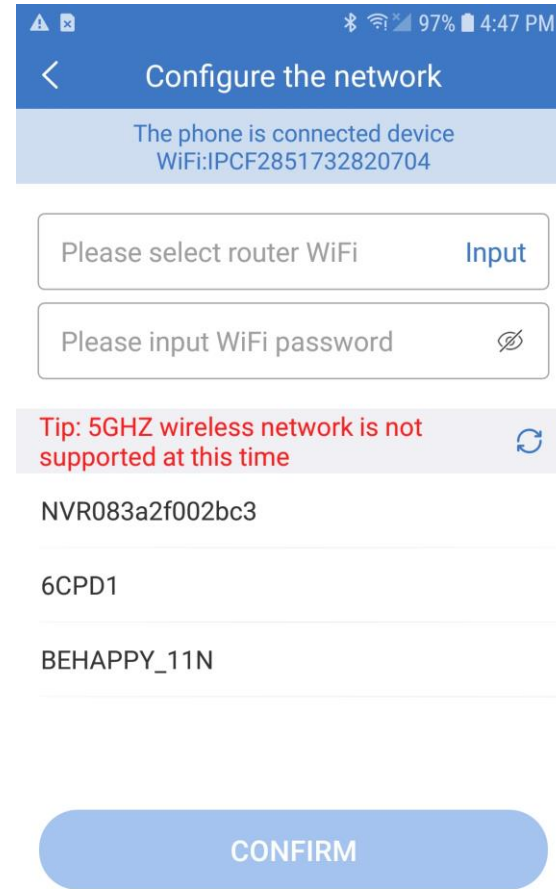 97% 4:47 PM
Configure the network
The phone is connected device
WiFi:IPCF2851732820704
Please select router WiFi Input
Please input WiFi password
Tip: 5GHZ wireless network is not
supported at this time
NVR083a2f002bc3
6CPD1
BEHAPPY_11N
CONFIRM